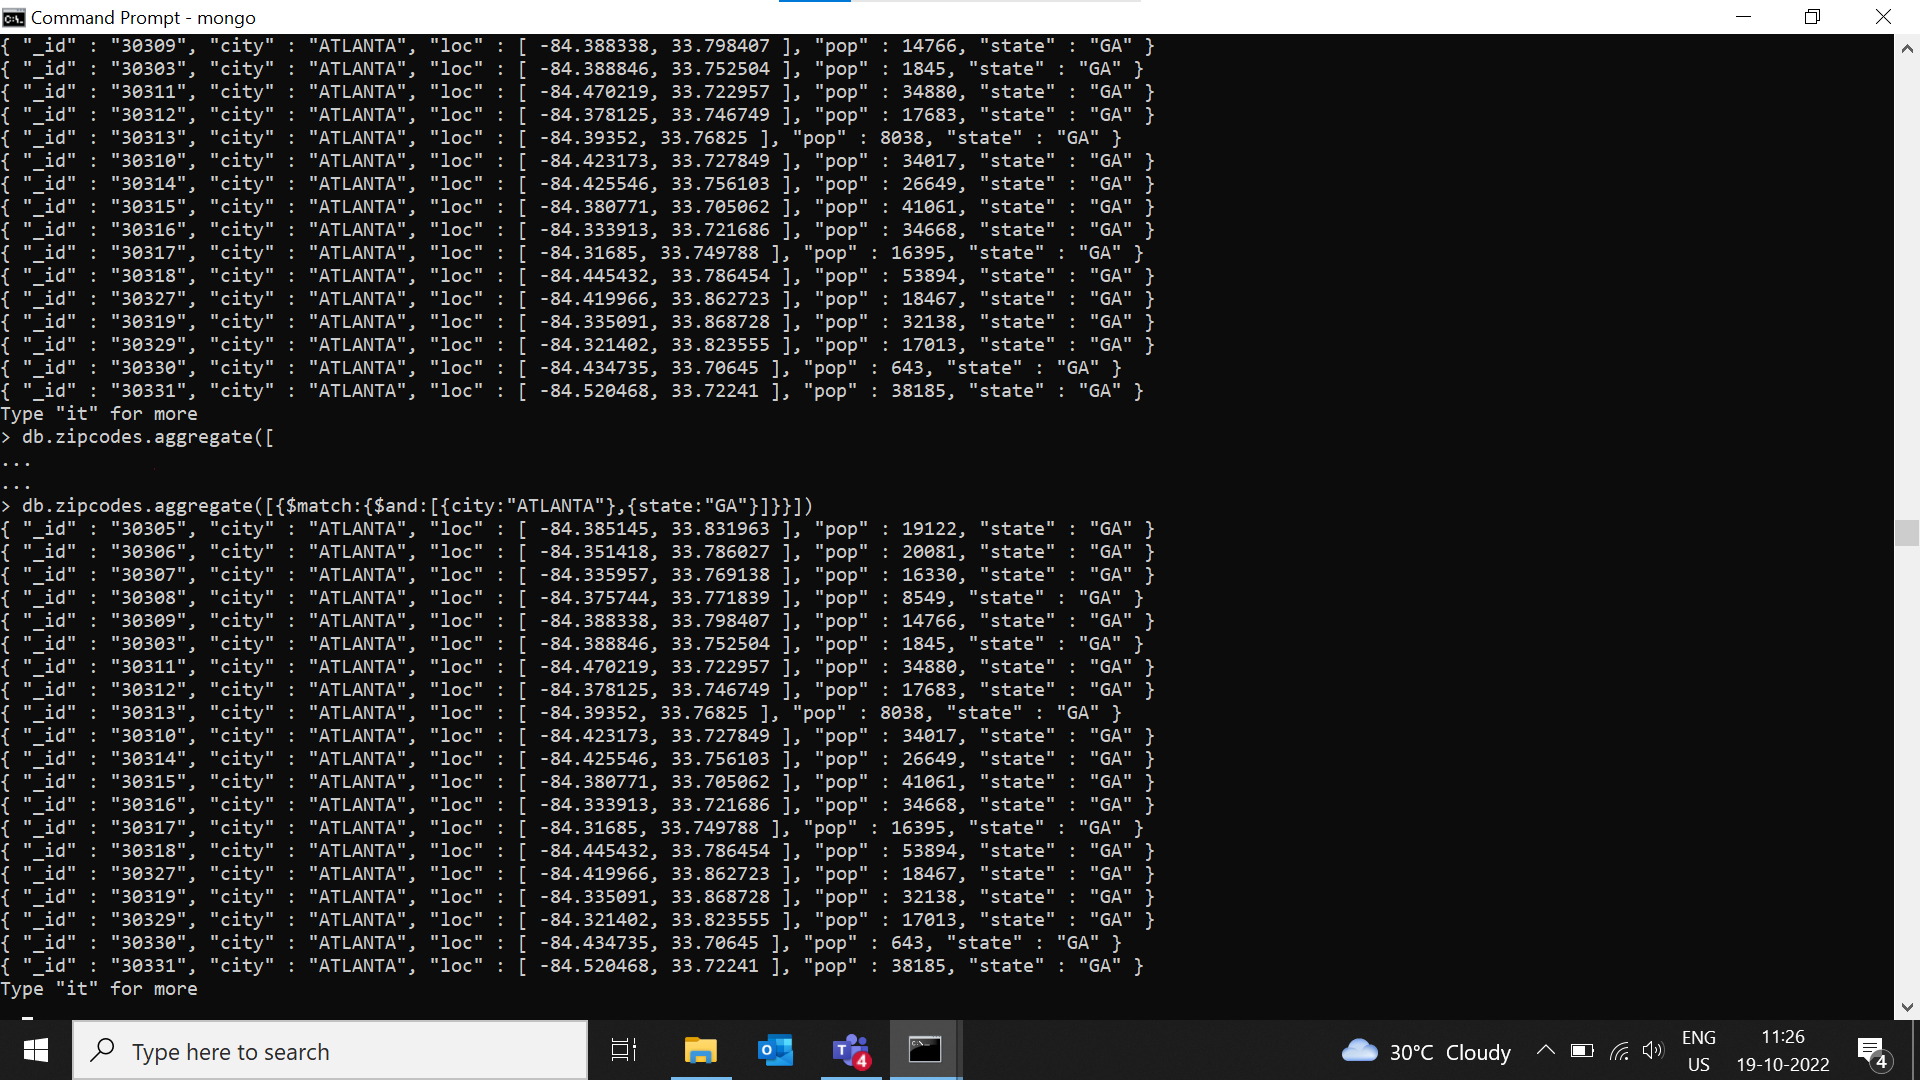 Command Prompt - mongo
{ "_id" : "30309", "city" : "ATLANTA", "loc" : [ -84.388338, 33.798407 ], "pop" : 14766, "state" : "GA" }
{ "_id" : "30303", "city" : "ATLANTA", "loc" : [ -84.388846, 33.752504 ], "pop" : 1845, "state" : "GA" }
{ "_id" : "30311", "city" : "ATLANTA", "loc" : [ -84.470219, 33.722957 ], "pop" : 34880, "state" : "GA" }
{ "_id" : "30312", "city" : "ATLANTA", "loc" : [ -84.378125, 33.746749 ], "pop" : 17683, "state" : "GA" }
{ "_id" : "30313", "city" : "ATLANTA", "loc" : [ -84.39352, 33.76825 ], "pop" : 8038, "state" : "GA" }
{ "_id" : "30310", "city" : "ATLANTA", "loc" : [ -84.423173, 33.727849 ], "pop" : 34017, "state" : "GA" }
{ "_id" : "30314", "city" : "ATLANTA", "loc" : [ -84.425546, 33.756103 ], "pop" : 26649, "state" : "GA" }
{ "_id" : "30315", "city" : "ATLANTA", "loc" : [ -84.380771, 33.705062 ], "pop" : 41061, "state" : "GA" }
{ "_id" : "30316", "city" : "ATLANTA", "loc" : [ -84.333913, 33.721686 ], "pop" : 34668, "state" : "GA" }
{ "_id" : "30317", "city" : "ATLANTA", "loc" : [ -84.31685, 33.749788 ], "pop" : 16395, "state" : "GA" }
{ "_id" : "30318", "city" : "ATLANTA", "loc" : [ -84.445432, 33.786454 ], "pop" : 53894, "state" : "GA" }
{ "_id" : "30327", "city" : "ATLANTA", "loc" : [ -84.419966, 33.862723 ], "pop" : 18467, "state" : "GA" }
{ "_id" : "30319", "city" : "ATLANTA", "loc" : [ -84.335091, 33.868728 ], "pop" : 32138, "state" : "GA" }
{ "_id" : "30329", "city" : "ATLANTA", "loc" : [ -84.321402, 33.823555 ], "pop" : 17013, "state" : "GA" }
{ "_id" : "30330", "city" : "ATLANTA", "loc" : [ -84.434735, 33.70645 ], "pop" : 643, "state" : "GA" }
{ "_id" : "30331", "city" : "ATLANTA", "loc" : [ -84.520468, 33.72241 ], "pop" : 38185, "state" : "GA" }
Type "it" for more
> db.zipcodes.aggregate([
...
...
> db.zipcodes.aggregate([{$match:{$and:[{city:"ATLANTA"},{state:"GA"}]}}])
{ "_id" : "30305", "city" : "ATLANTA", "loc" : [ -84.385145, 33.831963 ], "pop" : 19122, "state" : "GA" }
{ "_id" : "30306", "city" : "ATLANTA", "loc" : [ -84.351418, 33.786027 ], "pop" : 20081, "state" : "GA" }
{ "_id" : "30307", "city" : "ATLANTA", "loc" : [ -84.335957, 33.769138 ], "pop" : 16330, "state" : "GA" }
{ "_id" : "30308", "city" : "ATLANTA", "loc" : [ -84.375744, 33.771839 ], "pop" : 8549, "state" : "GA" }
{ "_id" : "30309", "city" : "ATLANTA", "loc" : [ -84.388338, 33.798407 ], "pop" : 14766, "state" : "GA" }
{ "_id" : "30303", "city" : "ATLANTA", "loc" : [ -84.388846, 33.752504 ], "pop" : 1845, "state" : "GA" }
{ "_id" : "30311", "city" : "ATLANTA", "loc" : [ -84.470219, 33.722957 ], "pop" : 34880, "state" : "GA" }
{ "_id" : "30312", "city" : "ATLANTA", "loc" : [ -84.378125, 33.746749 ], "pop" : 17683, "state" : "GA" }
{ "_id" : "30313", "city" : "ATLANTA", "loc" : [ -84.39352, 33.76825 ], "pop" : 8038, "state" : "GA" }
{ "_id" : "30310", "city" : "ATLANTA", "loc" : [ -84.423173, 33.727849 ], "pop" : 34017, "state" : "GA" }
{ "_id" : "30314", "city" : "ATLANTA", "loc" : [ -84.425546, 33.756103 ], "pop" : 26649, "state" : "GA" }
{ "_id" : "30315", "city" : "ATLANTA", "loc" : [ -84.380771, 33.705062 ], "pop" : 41061, "state" : "GA" }
{ "_id" : "30316", "city" : "ATLANTA", "loc" : [ -84.333913, 33.721686 ], "pop" : 34668, "state" : "GA" }
{ "_id" : "30317", "city" : "ATLANTA", "loc" : [ -84.31685, 33.749788 ], "pop" : 16395, "state" : "GA" }
{ "_id" : "30318", "city" : "ATLANTA", "loc" : [ -84.445432, 33.786454 ], "pop" : 53894, "state" : "GA" }
{ "_id" : "30327", "city" : "ATLANTA", "loc" : [ -84.419966, 33.862723 ], "pop" : 18467, "state" : "GA" }
{ "_id" : "30319", "city" : "ATLANTA", "loc" : [ -84.335091, 33.868728 ], "pop" : 32138, "state" : "GA" }
{ "_id" : "30329", "city" : "ATLANTA", "loc" : [ -84.321402, 33.823555 ], "pop" : 17013, "state" : "GA" }
{ "_id" : "30330", "city" : "ATLANTA", "loc" : [ -84.434735, 33.70645 ], "pop" : 643, "state" : "GA" }
{ "_id" : "30331", "city" : "ATLANTA", "loc" : [ -84.520468, 33.72241 ], "pop" : 38185, "state" : "GA" }
Type "it" for more
Type here to search
4
30°C Cloudy
ENG
US
11:26
19-10-2022
4